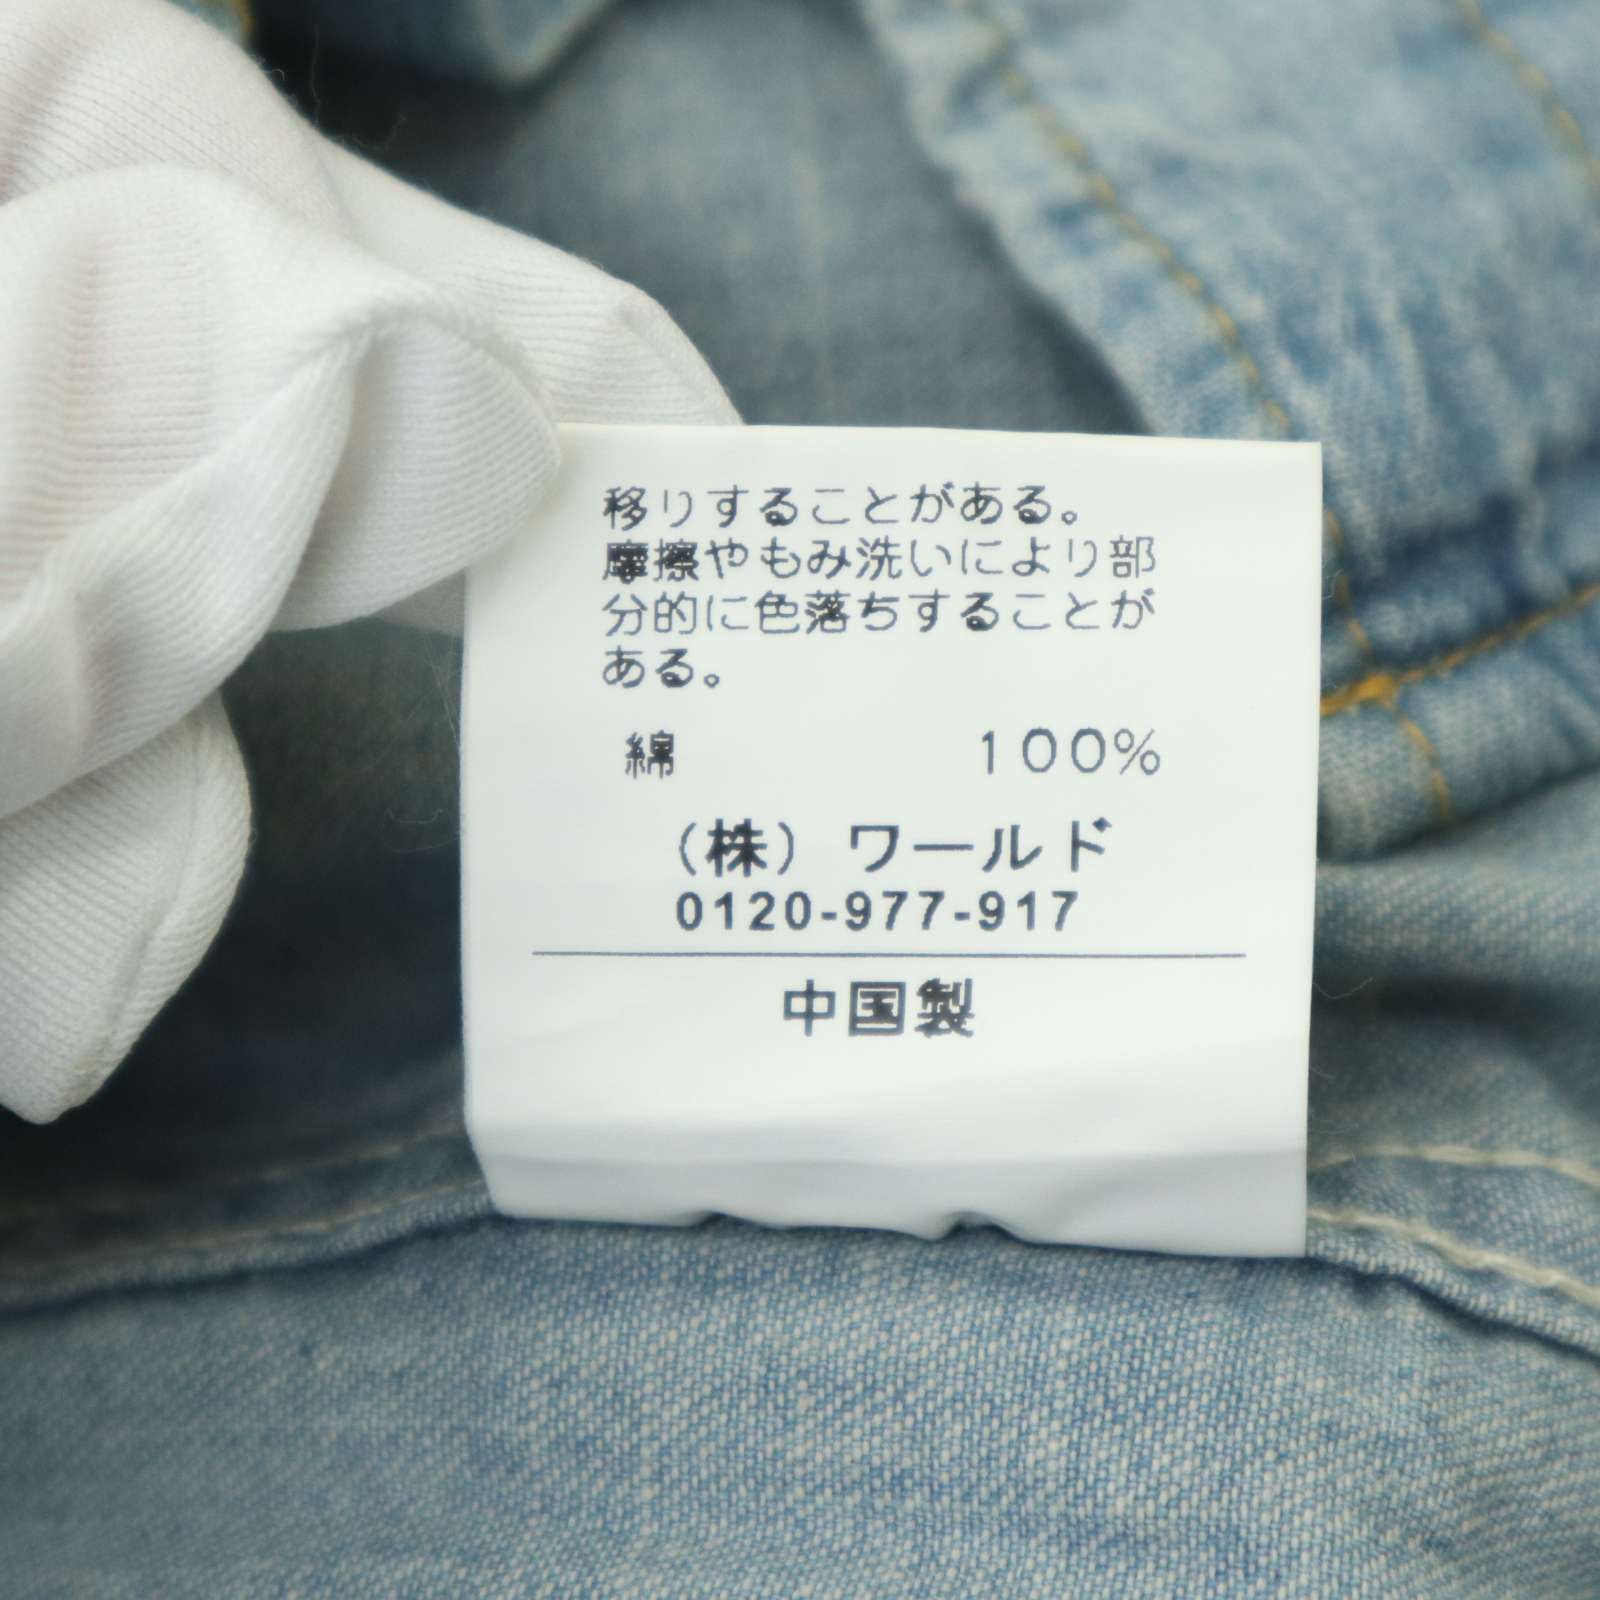 移りすることがある。
摩擦やもみ洗いにより部
分的に色落ちすることが
ある。
綿 100%
(株) ワールド
0120-977-917
中国製